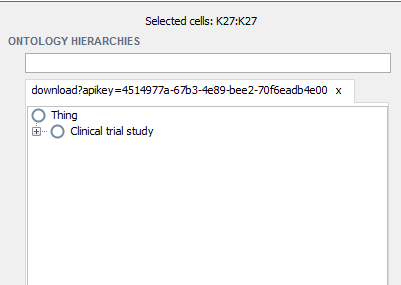 Selected cells: K27:K27
ONTOLOGY HIERARCHIES
download?apikey=4514977a-67b3-4e89-bee2-70f6eadb4e00 x
Thing
Clinical trial study